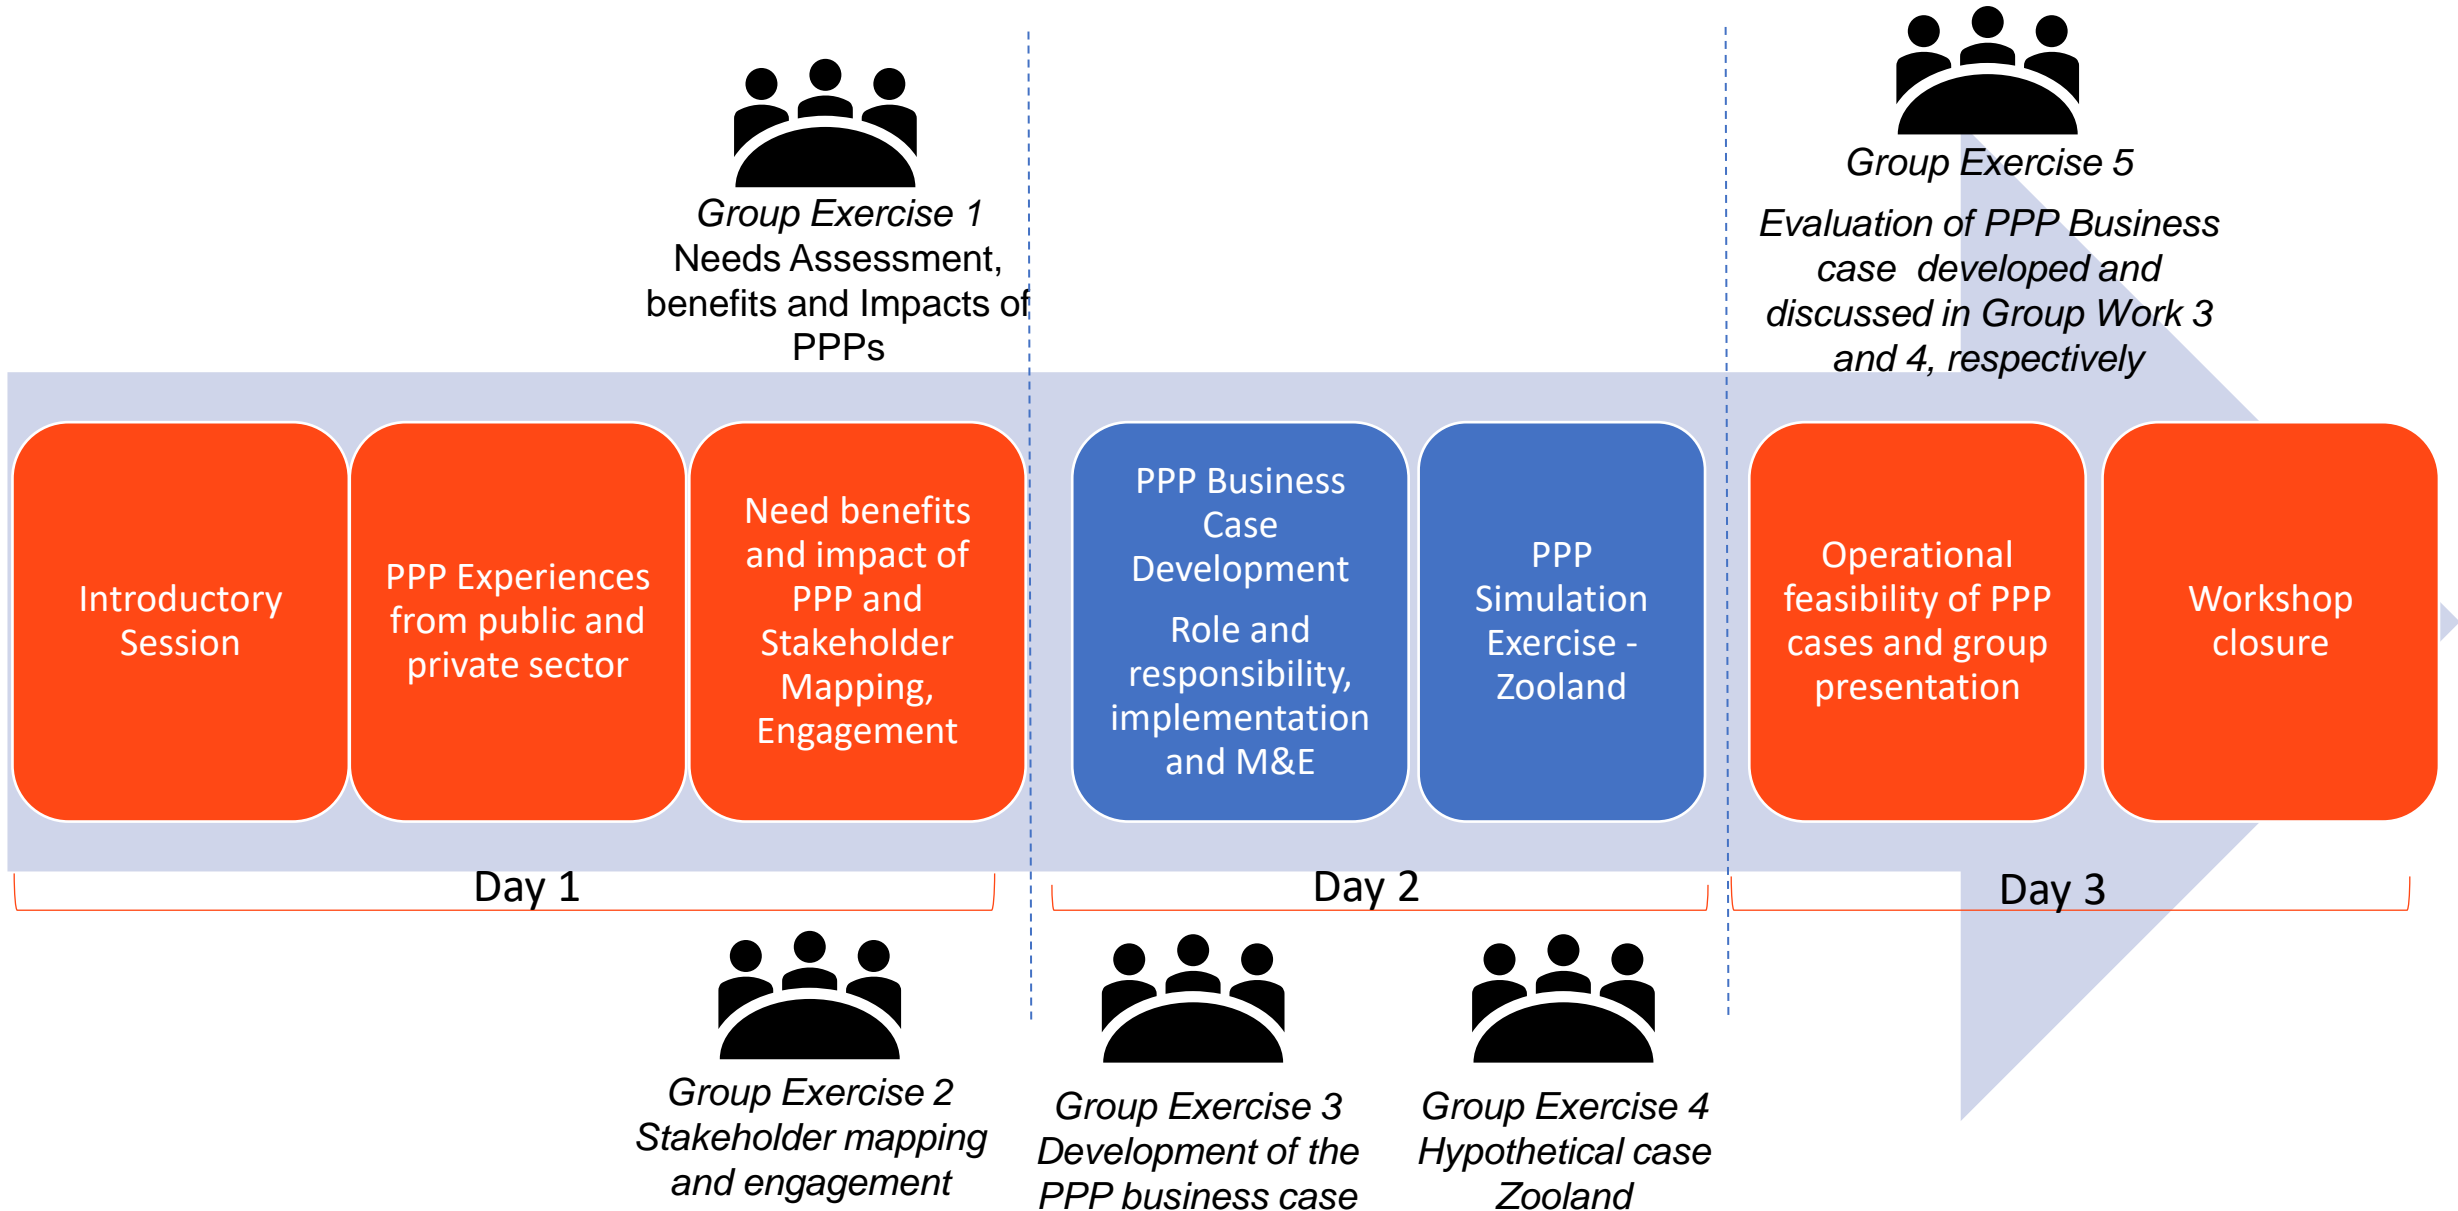 Group Exercise 1
Needs Assessment,
benefits and Impacts of
PPPs
Group Exercise 5
Evaluation of PPP Business
case developed and
discussed in Group Work 3
and 4, respectively
Introductory
Session
PPP Experiences
from public and
private sector
Need benefits
and impact of
PPP and
Stakeholder
Mapping,
Engagement
PPP Business
Case
Development
Role and
responsibility,
implementation
and M&E
PPP
Simulation
Exercise -
Zooland
Operational
feasibility of PPP
cases and group
presentation
Workshop
closure
Day 1
Day 2
Day 3
Group Exercise 2
Stakeholder mapping
and engagement
Group Exercise 3
Development of the
PPP business case
Group Exercise 4
Hypothetical case
Zooland